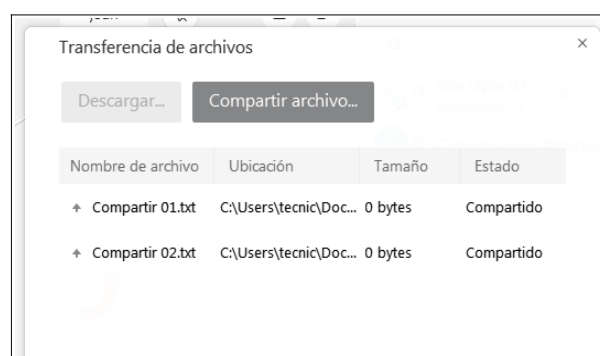 Transferencia de archivos
Descargar... Compartir archivo...
Nombre de archivo Ubicación Tamaño Estado
Compartir 01.txt C:\Users\tecnic\Doc... 0 bytes Compartido
Compartir 02.txt C:\Users\tecnic\Doc... 0 bytes Compartido